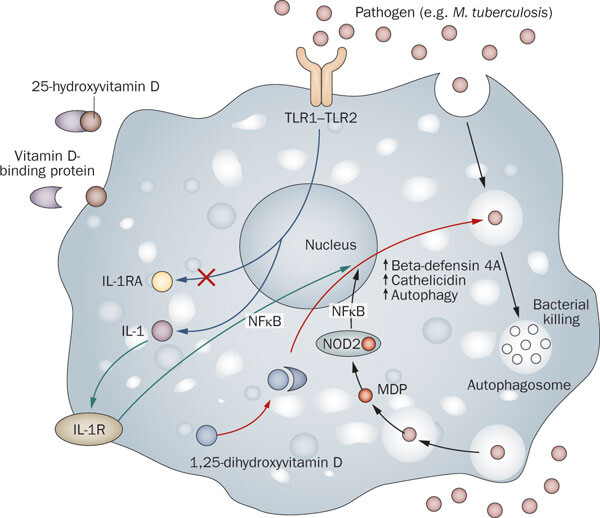 Pathogen (e.g. M. tuberculosis)
25-hydroxyvitamin D
TLR1–TLR2
Vitamin D-
binding protein
Nucleus
IL-1RA
Beta-defensin 4A
Cathelicidin
Autophagy
NFκB
NFκB
IL-1
Bacterial
killing
NOD2
Autophagosome
MDP
IL-1R
1,25-dihydroxyvitamin D